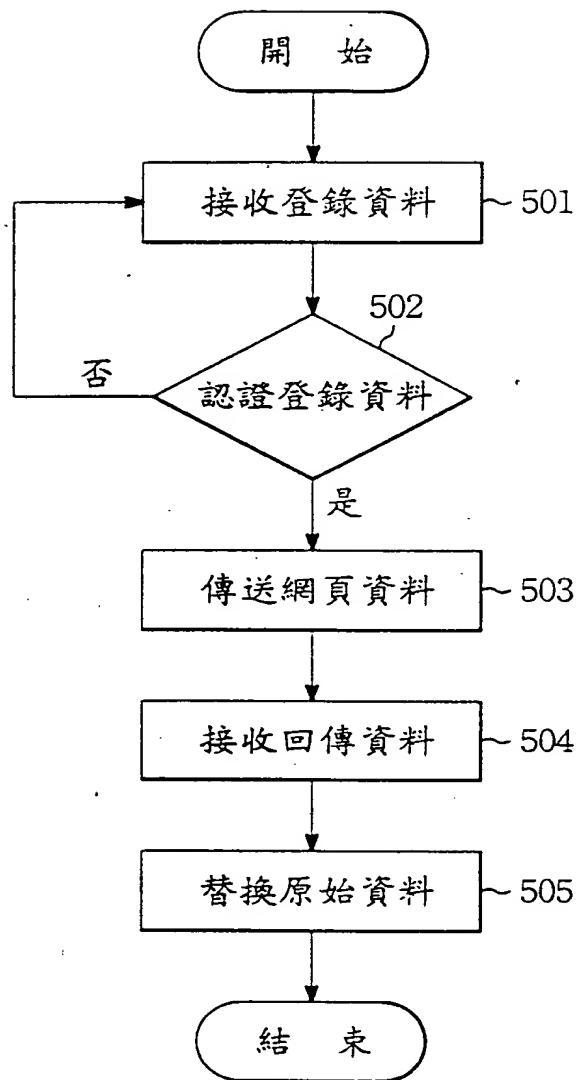 開 始
接收登錄資料
501
502
認證登錄資料
否
是
傳送網頁資料
503
接收回傳資料
504
替換原始資料
505
結 束